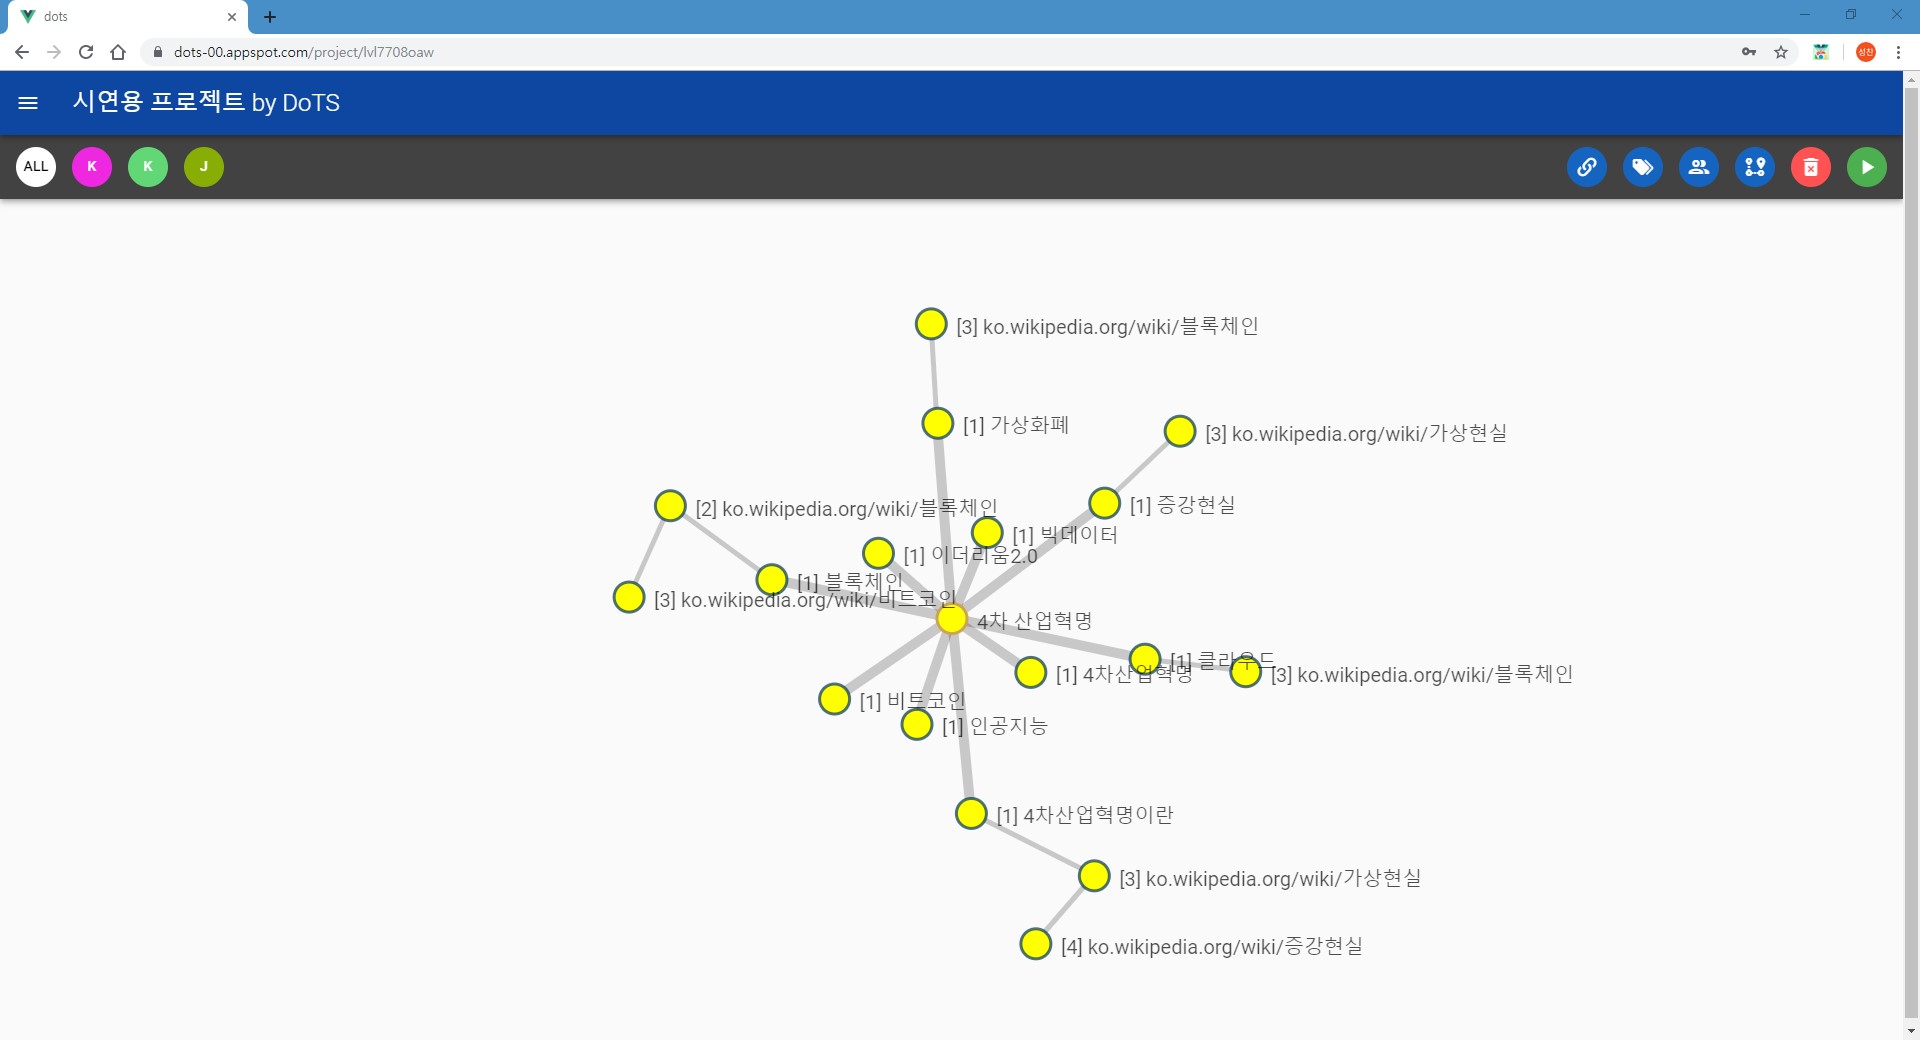 dots
dots-00.appspot.com/project/lvl7708oaw
성진
시연용 프로젝트 by DoTS
ALL
K
K
J
[3] ko.wikipedia.org/wiki/블록체인
[1] 가상화폐
[3] ko.wikipedia.org/wiki/가상현실
[1] 증강현실
[2] ko.wikipedia.org/wiki/블록체인
[1] 빅데이터
[1] 이더리움2.0
[1] 블록체인
[3] ko.wikipedia.org/wiki/비트코인
4차 산업혁명
[1] 클라우드
[1] 4차산업혁명
[3] ko.wikipedia.org/wiki/블록체인
[1] 비트코인
[1] 인공지능
[1] 4차산업혁명이란
[3] ko.wikipedia.org/wiki/가상현실
[4] ko.wikipedia.org/wiki/증강현실